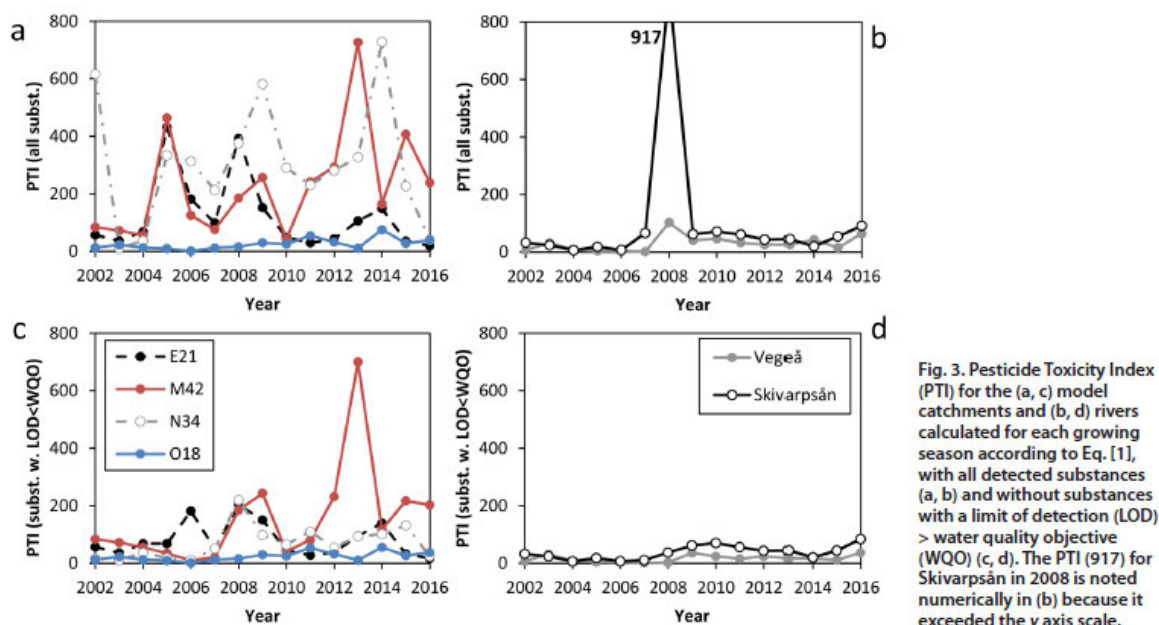 a
800
600
400
200
0
PTI (all subst.)
2002 2004 2006 2008 2010 2012 2014 2016
Year
b
800
600
400
200
0
917
PTI (all subst.)
2002 2004 2006 2008 2010 2012 2014 2016
Year
c
800
600
400
200
0
PTI (subst. w. LOD<WQO)
E21
M42
N34
O18
2002 2004 2006 2008 2010 2012 2014 2016
Year
d
800
600
400
200
0
PTI (subst. w. LOD<WQO)
Vegeå
Skivarpsån
2002 2004 2006 2008 2010 2012 2014 2016
Year
Fig. 3. Pesticide Toxicity Index
(PTI) for the (a, c) model
catchments and (b, d) rivers
calculated for each growing
season according to Eq. [1],
with all detected substances
(a, b) and without substances
with a limit of detection (LOD)
> water quality objective
(WQO) (c, d). The PTI (917) for
Skivarpsån in 2008 is noted
numerically in (b) because it
exceeded the y axis scale.